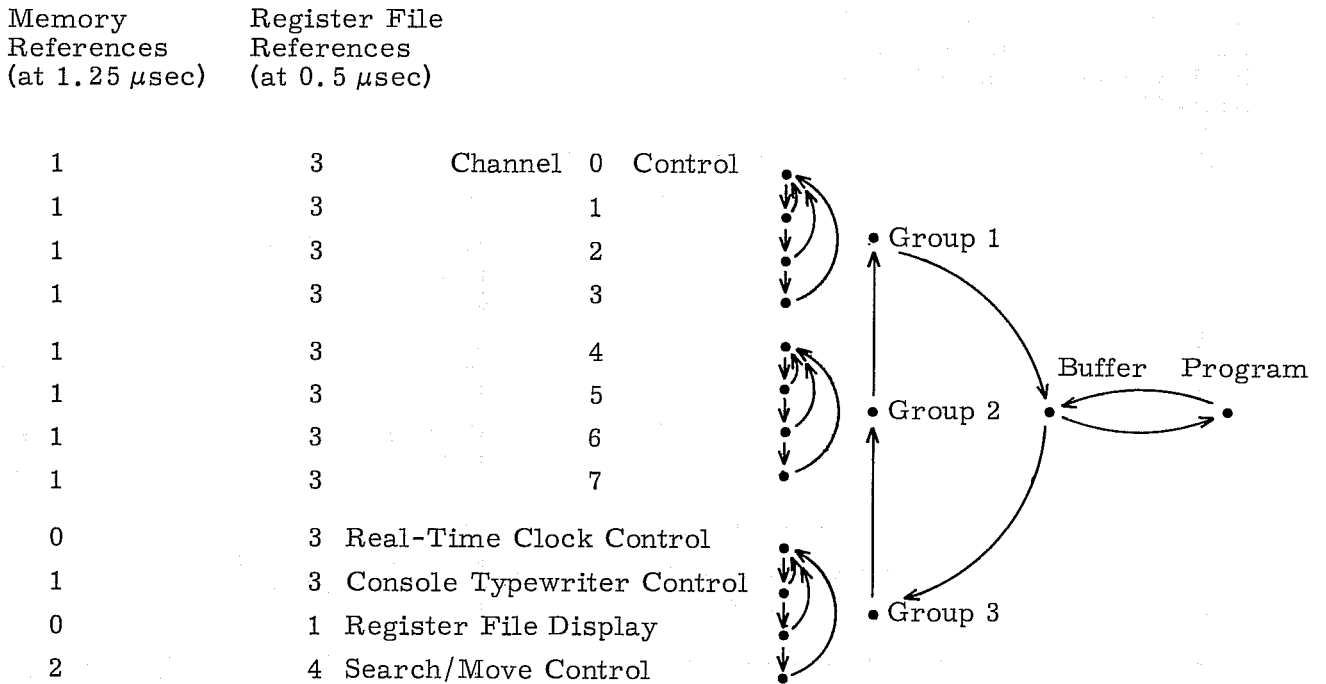 Memory Register File
References References
(at 1.25 μsec) (at 0.5 μsec)
1 3 Channel 0 Control
1 3 1
1 3 2
Group 1
1 3 3
1 3 4
Buffer Program
1 3 5
Group 2
1 3 6
1 3 7
0 3 Real-Time Clock Control
1 3 Console Typewriter Control
Group 3
0 1 Register File Display
2 4 Search/Move Control